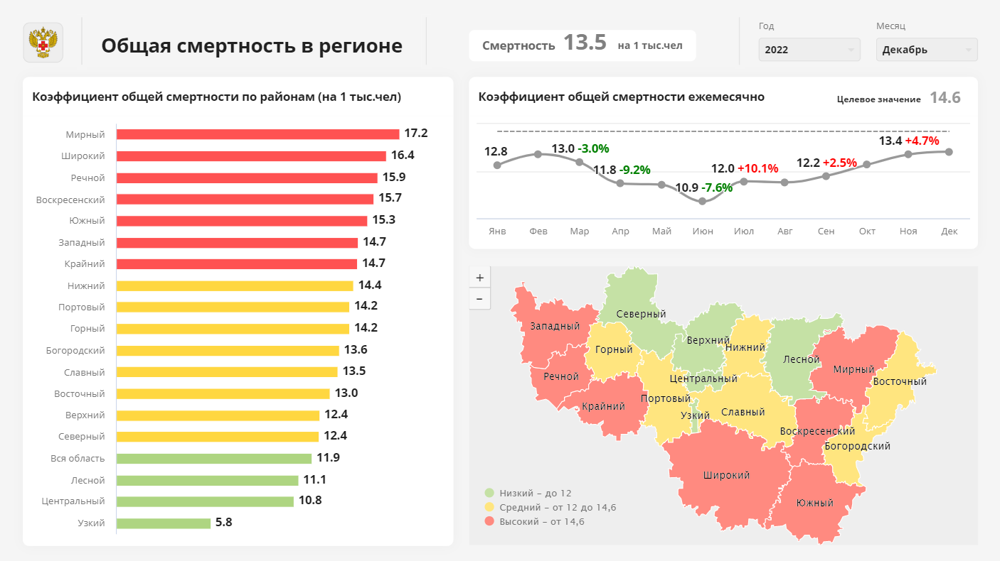 Общая смертность в регионе
Смертность 13.5 на 1 тыс.чел
Год
2022
Месяц
Декабрь
Коэффициент общей смертности по районам (на 1 тыс.чел)
Мирный 17.2
Широкий 16.4
Речной 15.9
Воскресенский 15.7
Южный 15.3
Западный 14.7
Крайний 14.7
Нижний 14.4
Портовый 14.2
Горный 14.2
Богородский 13.6
Славный 13.5
Восточный 13.0
Верхний 12.4
Северный 12.4
Вся область 11.9
Лесной 11.1
Центральный 10.8
Узкий 5.8
Коэффициент общей смертности ежемесячно
Целевое значение 14.6
12.8
13.0 -3.0%
11.8 -9.2%
10.9 -7.6%
12.0 +10.1%
12.2 +2.5%
13.4 +4.7%
Янв Фев Мар Апр Май Июн Июл Авг Сен Окт Ноя Дек
+
−
Северный
Западный
Верхний
Нижний
Горный
Лесной
Мирный
Речной
Центральный
Восточный
Портовый
Крайний
Узкий
Славный
Воскресенский
Богородский
Широкий
Южный
Низкий – до 12
Средний – от 12 до 14,6
Высокий – от 14,6